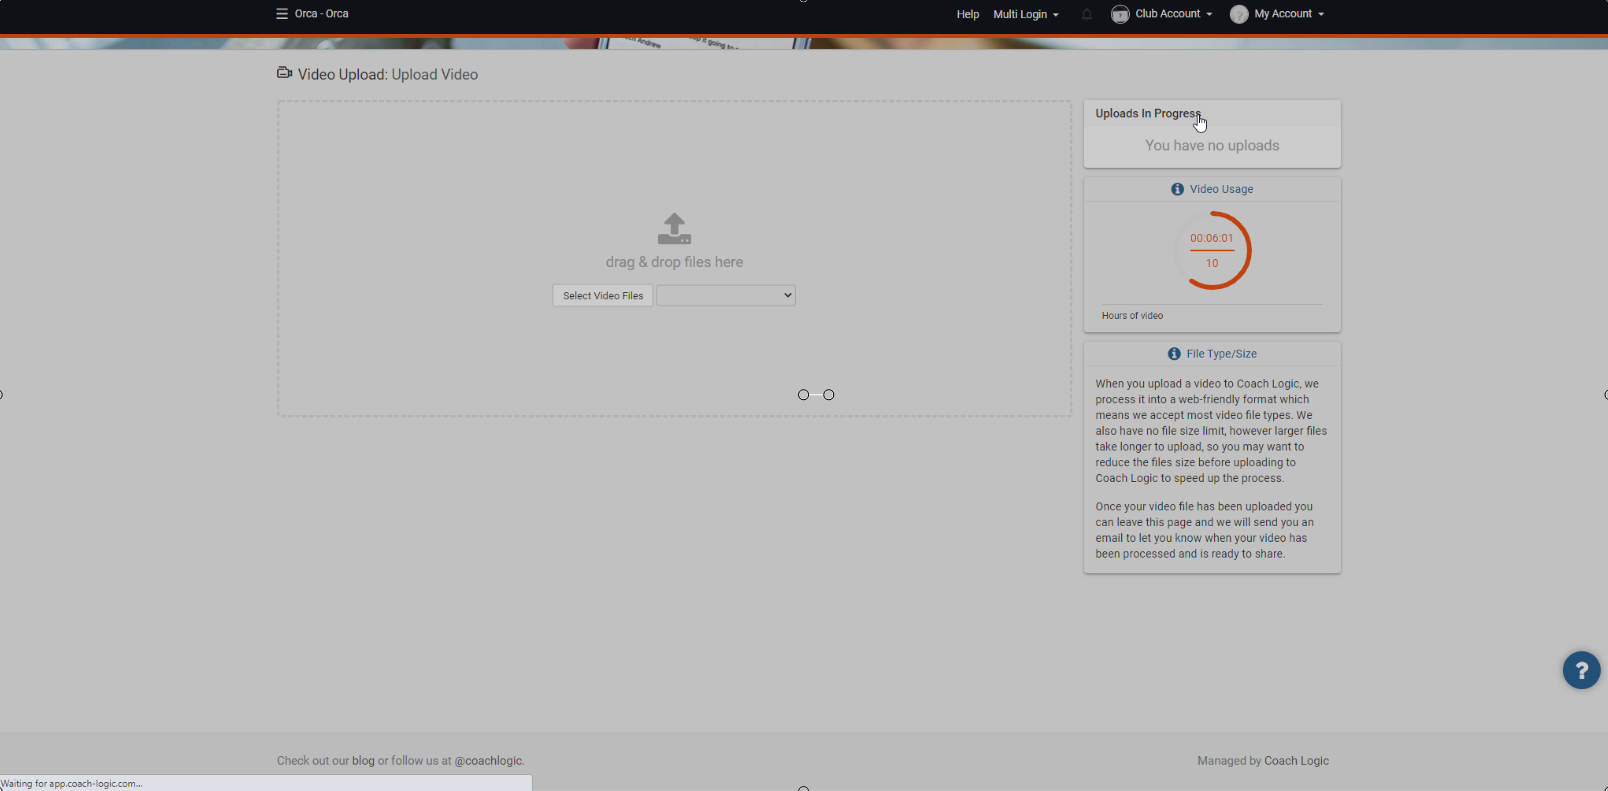 Orca - Orca
Help
Multi Login
Club Account
My Account
Andrew
Video Upload: Upload Video
drag & drop files here
Select Video Files
Uploads In Progress
You have no uploads
Video Usage
00:06:01
10
Hours of video
File Type/Size
When you upload a video to Coach Logic, we
process it into a web-friendly format which
means we accept most video file types. We
also have no file size limit, however larger files
take longer to upload, so you may want to
reduce the files size before uploading to
Coach Logic to speed up the process.
Once your video file has been uploaded you
can leave this page and we will send you an
email to let you know when your video has
been processed and is ready to share.
?
Check out our blog or follow us at @coachlogic.
Managed by Coach Logic
Waiting for app.coach-logic.com...